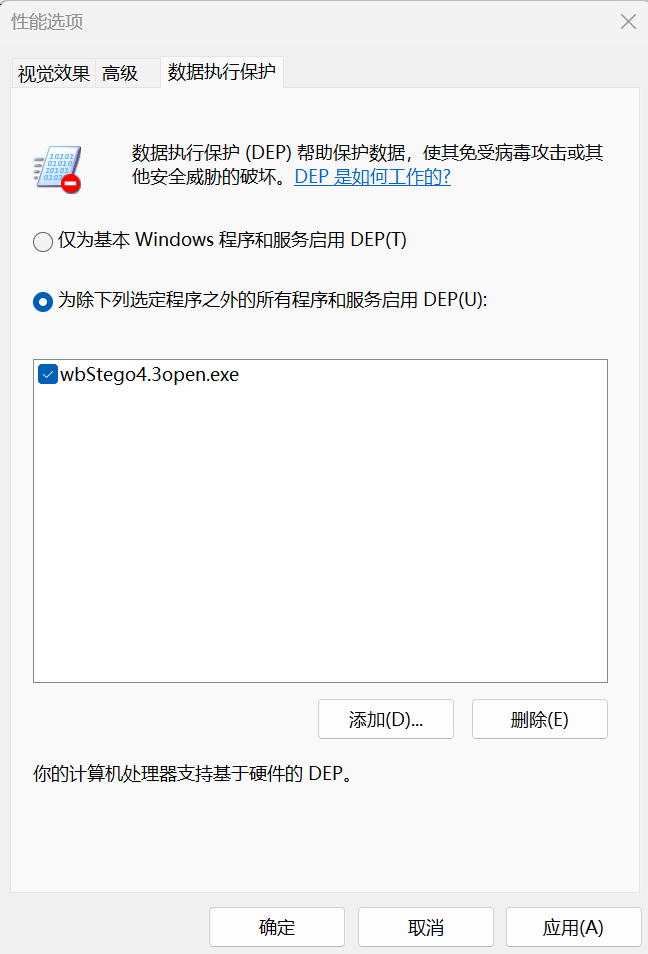 性能选项
视觉效果 高级 数据执行保护
数据执行保护 (DEP) 帮助保护数据，使其免受病毒攻击或其
他安全威胁的破坏。DEP 是如何工作的?
仅为基本 Windows 程序和服务启用 DEP(T)
为除下列选定程序之外的所有程序和服务启用 DEP(U):
wbStego4.3open.exe
添加(D)... 删除(E)
你的计算机处理器支持基于硬件的 DEP。
确定 取消 应用(A)